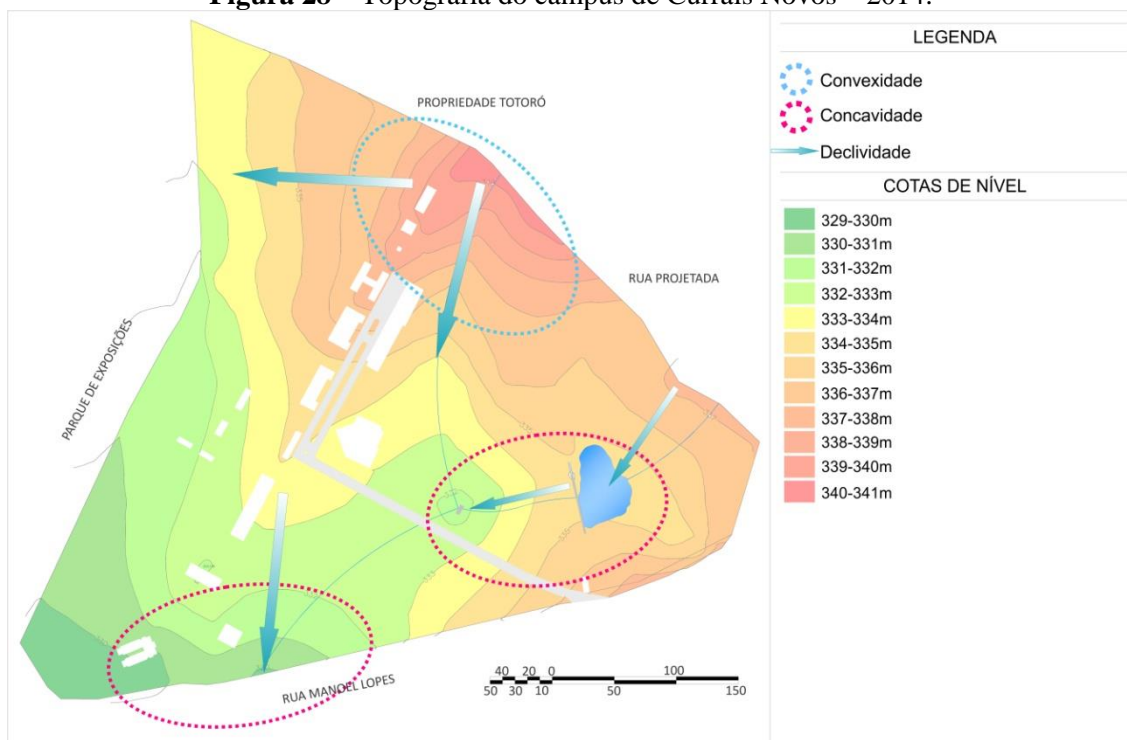 Figura 28 – Topografia do campus de Currais Novos – 2014.
LEGENDA
Convexidade
Concavidade
Declividade
COTAS DE NÍVEL
329-330m
330-331m
331-332m
332-333m
333-334m
334-335m
335-336m
336-337m
337-338m
338-339m
339-340m
340-341m
PROPRIEDADE TOTORÓ
RUA PROJETADA
PARQUE DE EXPOSIÇÕES
RUA MANOEL LOPES
40 20 0 100
50 30 10 50 150